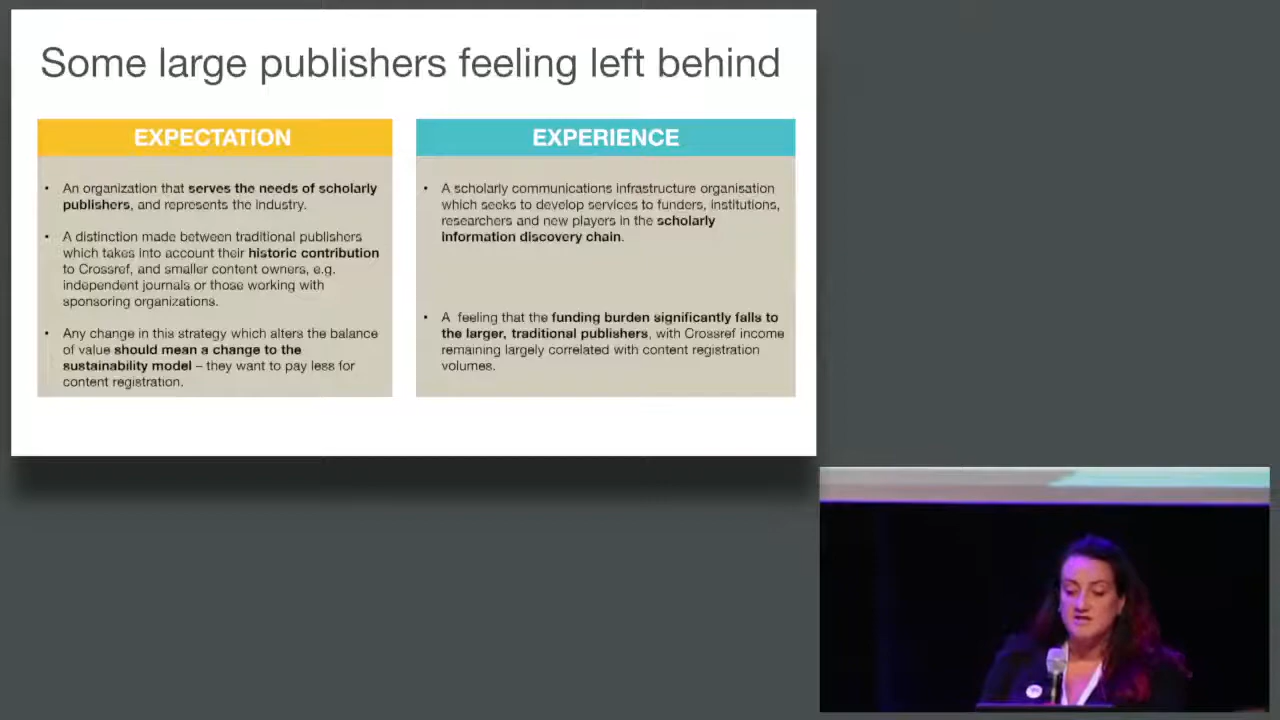 Some large publishers feeling left behind
EXPECTATION
• An organization that serves the needs of scholarly
publishers, and represents the industry.
• A distinction made between traditional publishers
which takes into account their historic contribution
to Crossref, and smaller content owners, e.g.
independent journals or those working with
sponsoring organizations.
• Any change in this strategy which alters the balance
of value should mean a change to the
sustainability model – they want to pay less for
content registration.
EXPERIENCE
• A scholarly communications infrastructure organisation
which seeks to develop services to funders, institutions,
researchers and new players in the scholarly
information discovery chain.
• A feeling that the funding burden significantly falls to
the larger, traditional publishers, with Crossref income
remaining largely correlated with content registration
volumes.